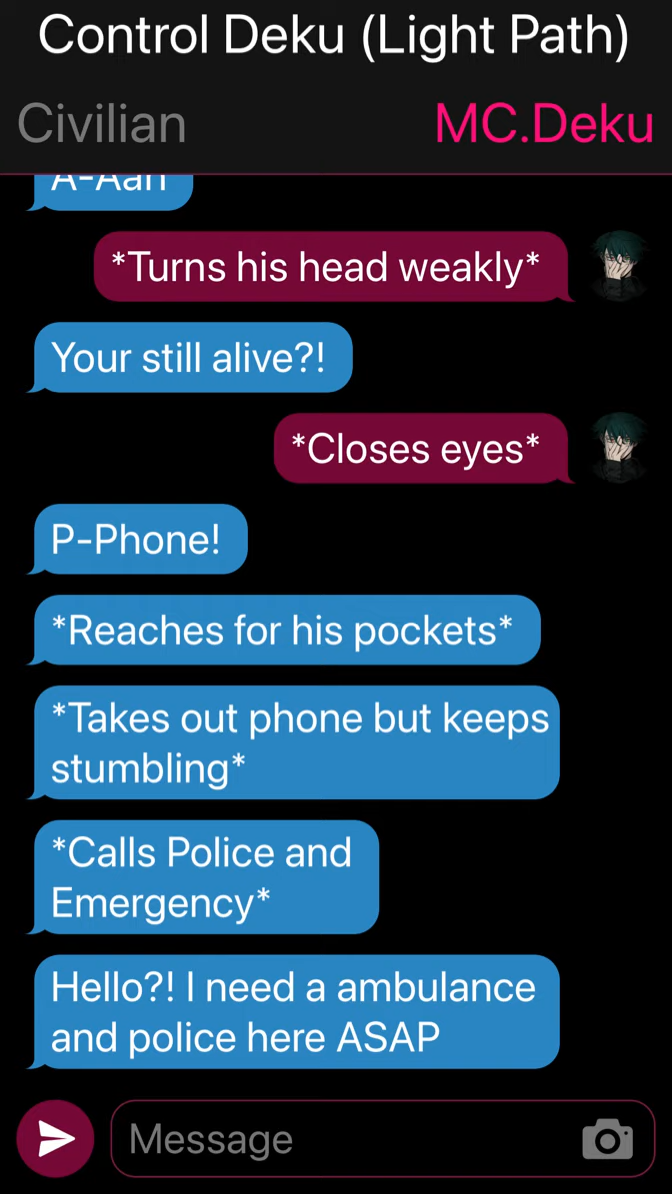 Control Deku (Light Path)
Civilian
MC.Deku
A-Aah
*Turns his head weakly*
Your still alive?!
*Closes eyes*
P-Phone!
*Reaches for his pockets*
*Takes out phone but keeps
stumbling*
*Calls Police and
Emergency*
Hello?! I need a ambulance
and police here ASAP
Message